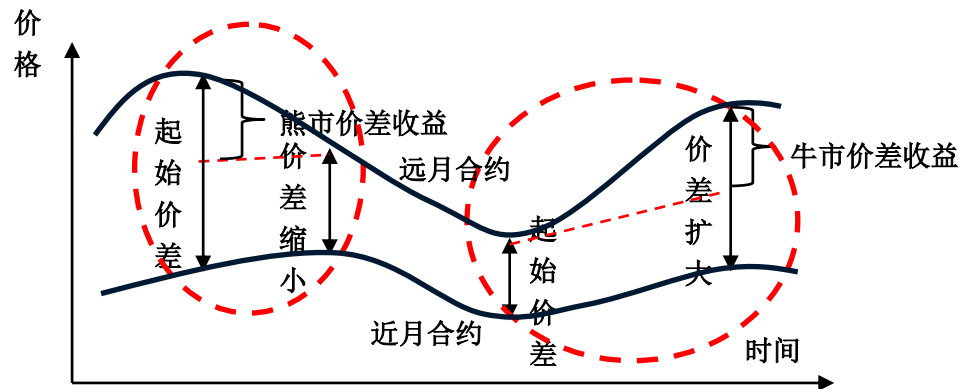 价格
起始价差
熊市价差收益
价差缩小
远月合约
近月合约
起始价差
价差扩大
牛市价差收益
时间